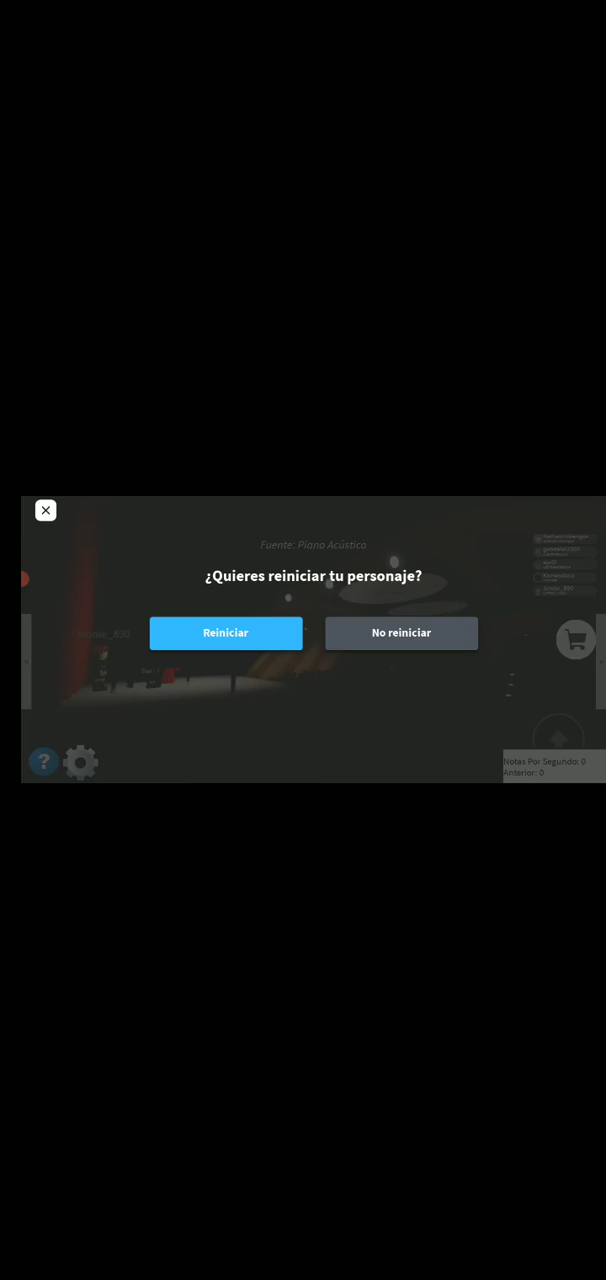 Fuente: Piano Acústico
¿Quieres reiniciar tu personaje?
Reiniciar
No reiniciar
?
Notas Por Segundo: 0
Anterior: 0